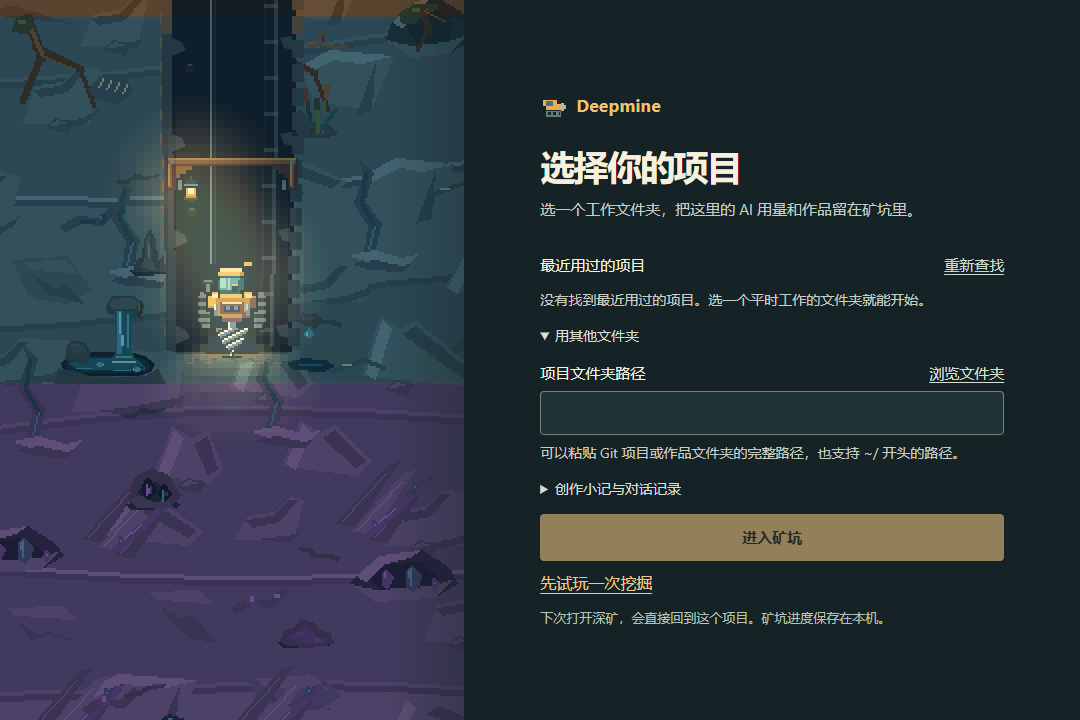 Deepmine
选择你的项目
选一个工作文件夹，把这里的 AI 用量和作品留在矿坑里。
最近用过的项目
重新查找
没有找到最近用过的项目。选一个平时工作的文件夹就能开始。
▼ 用其他文件夹
项目文件夹路径
浏览文件夹
可以粘贴 Git 项目或作品文件夹的完整路径，也支持 ~/ 开头的路径。
▶ 创作小记与对话记录
进入矿坑
先试玩一次挖掘
下次打开深矿，会直接回到这个项目。矿坑进度保存在本机。